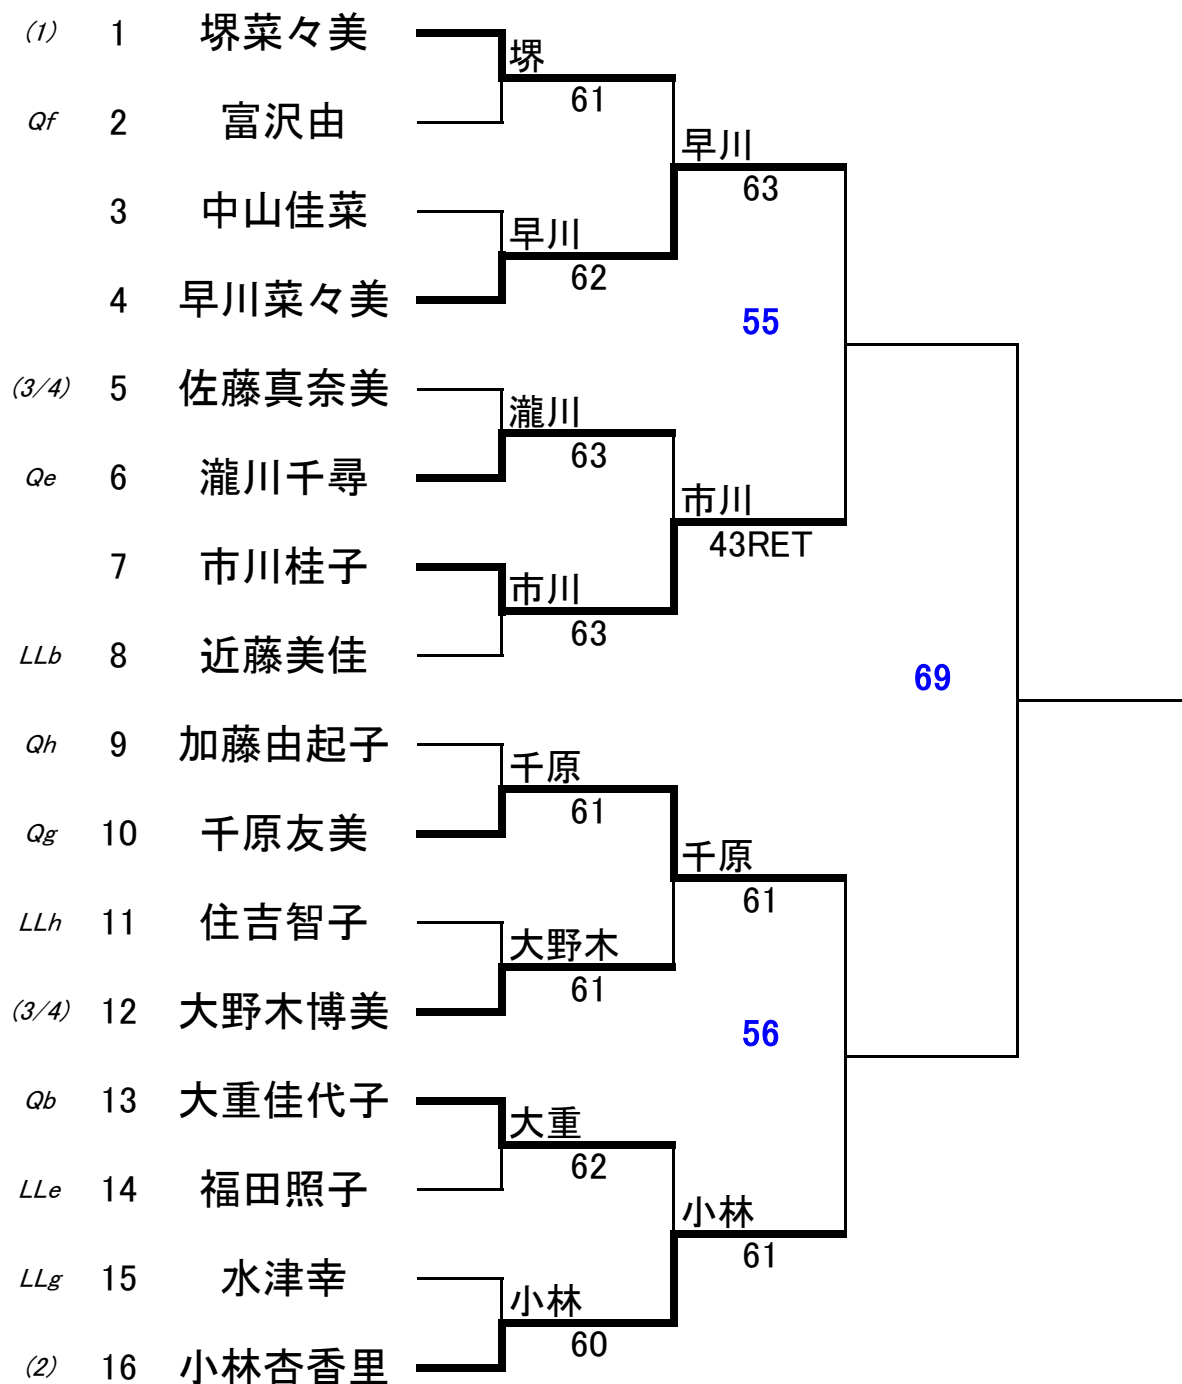 (1) 1 堺菜々美
堺
61
Qf 2 富沢由
早川
63
3 中山佳菜
早川
62
4 早川菜々美
55
(3/4) 5 佐藤真奈美
瀧川
63
Qe 6 瀧川千尋
市川
43RET
7 市川桂子
市川
63
LLb 8 近藤美佳
69
Qh 9 加藤由起子
千原
61
Qg 10 千原友美
千原
61
LLh 11 住吉智子
大野木
61
(3/4) 12 大野木博美
56
Qb 13 大重佳代子
大重
62
LLe 14 福田照子
小林
61
LLg 15 水津幸
小林
60
(2) 16 小林杏香里